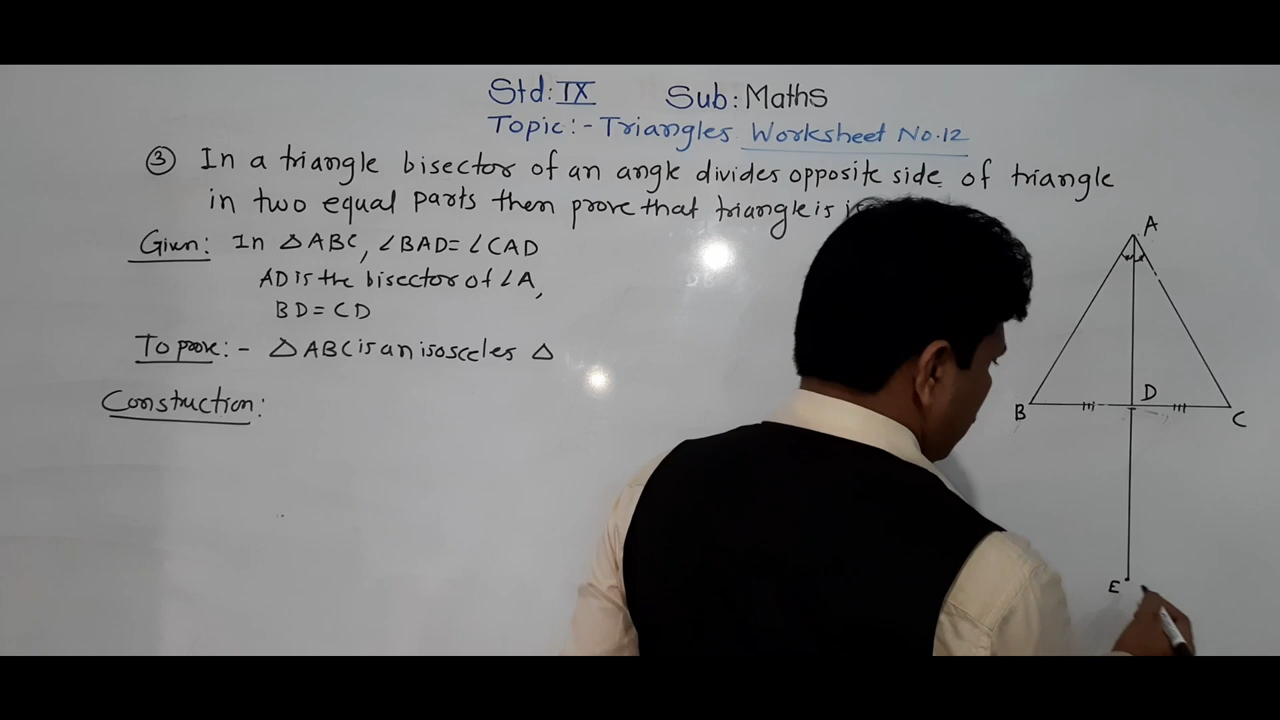 Std: IX Sub: Maths
Topic:- Triangles Worksheet No.12
③ In a triangle bisector of an angle divides opposite side of triangle
in two equal parts then prove that triangle is
Given: In △ABC, ∠BAD=∠CAD
AD is the bisector of ∠A,
BD=CD
To prove:- △ABC is an isosceles △
Construction:
A
B
D
C
E